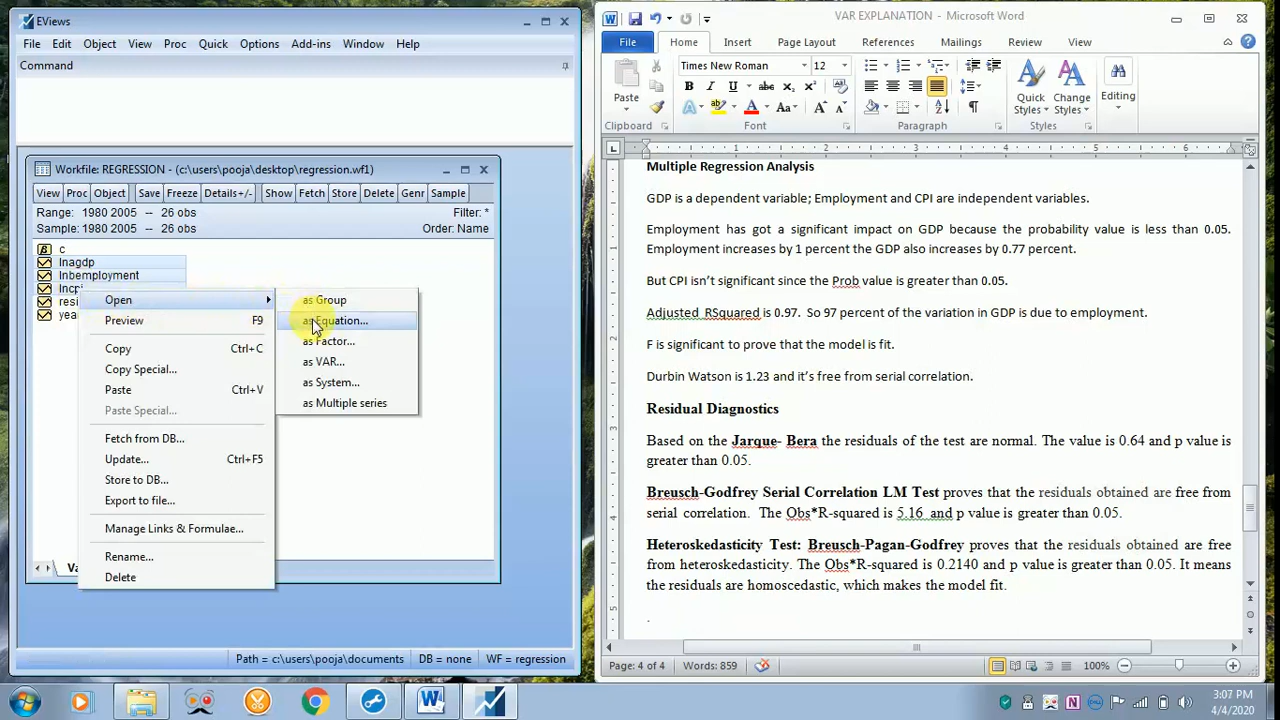 EViews
File Edit Object View Proc Quick Options Add-ins Window Help
Command
Workfile: REGRESSION - (c:\users\pooja\desktop\regression.wf1)
View Proc Object Save Freeze Details+/- Show Fetch Store Delete Genr Sample
Range: 1980 2005 -- 26 obs Filter: *
Sample: 1980 2005 -- 26 obs Order: Name
c
lnagdp
lnbemployment
lncp
resi
yea
Open
Preview F9
Copy Ctrl+C
Copy Special...
Paste Ctrl+V
Paste Special...
Fetch from DB...
Update... Ctrl+F5
Store to DB...
Export to file...
Manage Links & Formulae...
Rename...
Delete
as Group
as Equation...
as Factor...
as VAR...
as System...
as Multiple series
Path = c:\users\pooja\documents DB = none WF = regression
VAR EXPLANATION - Microsoft Word
File Home Insert Page Layout References Mailings Review View
Times New Roman 12
Paste
Quick Styles
Change Styles
Editing
Clipboard Font Paragraph Styles
1 2 3 4 5 6
Multiple Regression Analysis
GDP is a dependent variable; Employment and CPI are independent variables.
Employment has got a significant impact on GDP because the probability value is less than 0.05.
Employment increases by 1 percent the GDP also increases by 0.77 percent.
But CPI isn't significant since the Prob value is greater than 0.05.
Adjusted RSquared is 0.97. So 97 percent of the variation in GDP is due to employment.
F is significant to prove that the model is fit.
Durbin Watson is 1.23 and it's free from serial correlation.
Residual Diagnostics
Based on the Jarque- Bera the residuals of the test are normal. The value is 0.64 and p value is
greater than 0.05.
Breusch-Godfrey Serial Correlation LM Test proves that the residuals obtained are free from
serial correlation. The Obs*R-squared is 5.16 and p value is greater than 0.05.
Heteroskedasticity Test: Breusch-Pagan-Godfrey proves that the residuals obtained are free
from heteroskedasticity. The Obs*R-squared is 0.2140 and p value is greater than 0.05. It means
the residuals are homoscedastic, which makes the model fit.
.
Page: 4 of 4 Words: 859 100%
3:07 PM
4/4/2020